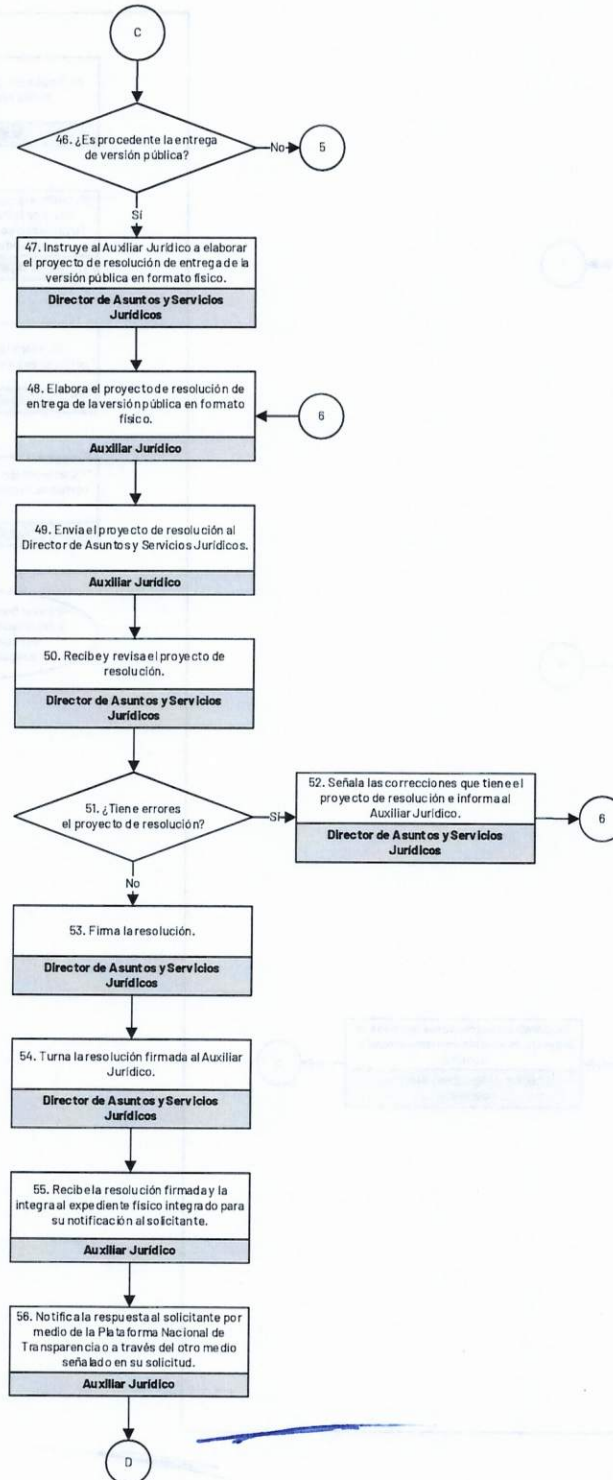 C
46. ¿Es procedente la entrega
de versión pública?
No
5
Sí
47. Instruye al Auxiliar Jurídico a elaborar
el proyecto de resolución de entrega de la
versión pública en formato físico.
Director de Asuntos y Servicios
Jurídicos
48. Elabora el proyecto de resolución de
entrega de la versión pública en formato
físico.
Auxiliar Jurídico
6
49. Envía el proyecto de resolución al
Director de Asuntos y Servicios Jurídicos.
Auxiliar Jurídico
50. Recibe y revisa el proyecto de
resolución.
Director de Asuntos y Servicios
Jurídicos
51. ¿Tiene errores
el proyecto de resolución?
Sí
52. Señala las correcciones que tiene el
proyecto de resolución e informa al
Auxiliar Jurídico.
Director de Asuntos y Servicios
Jurídicos
6
No
53. Firma la resolución.
Director de Asuntos y Servicios
Jurídicos
54. Turna la resolución firmada al Auxiliar
Jurídico.
Director de Asuntos y Servicios
Jurídicos
55. Recibe la resolución firmada y la
integra al expediente físico integrado para
su notificación al solicitante.
Auxiliar Jurídico
56. Notifica la respuesta al solicitante por
medio de la Plataforma Nacional de
Transparencia o a través del otro medio
señalado en su solicitud.
Auxiliar Jurídico
D